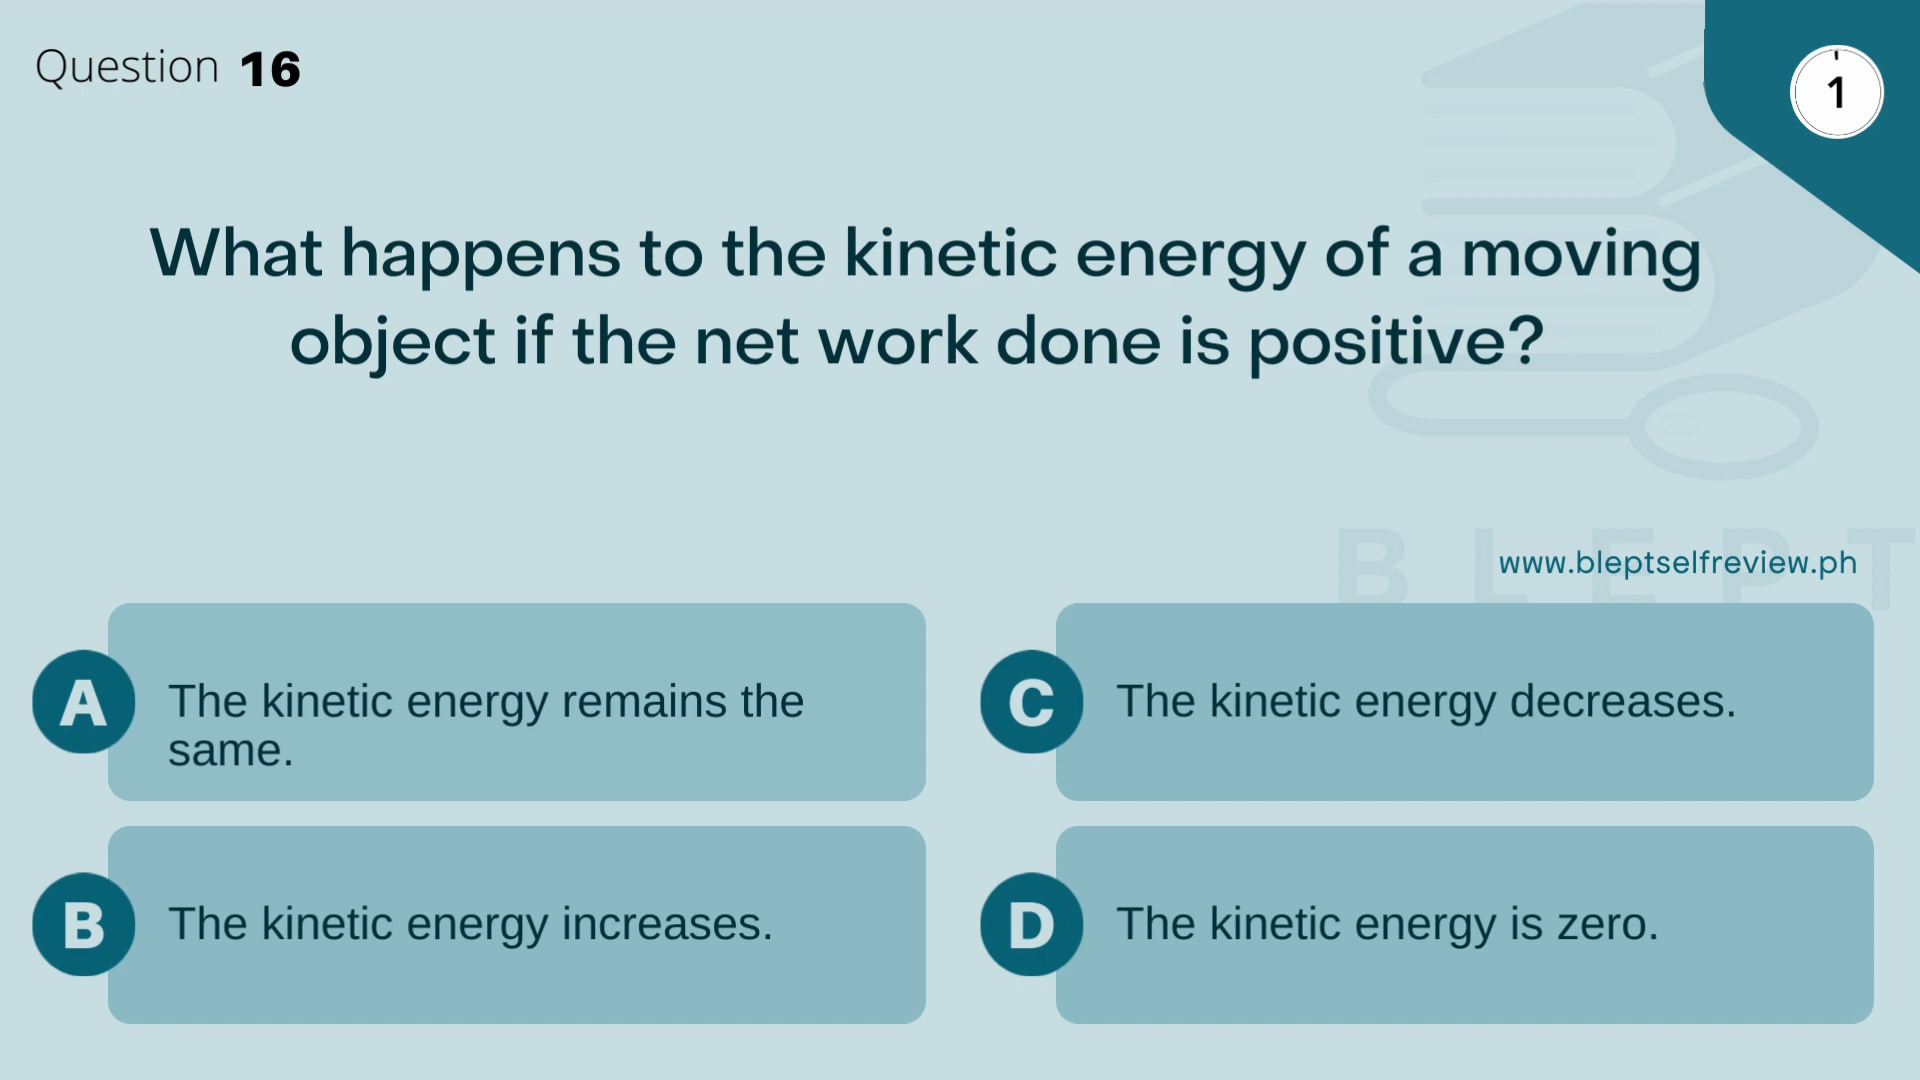 Question 16
1
What happens to the kinetic energy of a moving
object if the net work done is positive?
BLEPT
www.bleptselfreview.ph
A
The kinetic energy remains the
same.
B
The kinetic energy increases.
C
The kinetic energy decreases.
D
The kinetic energy is zero.